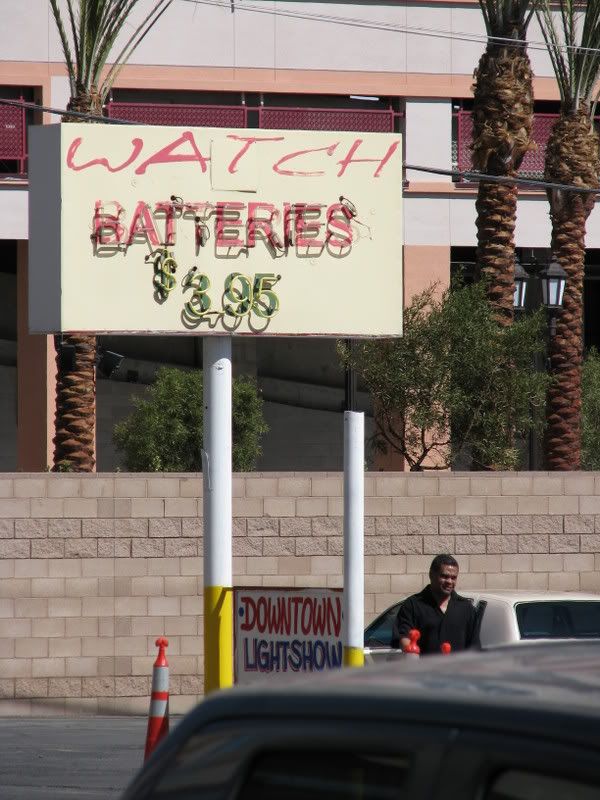 WATCH
BATTERIES
$3.95
DOWNTOWN
LIGHTSHOW